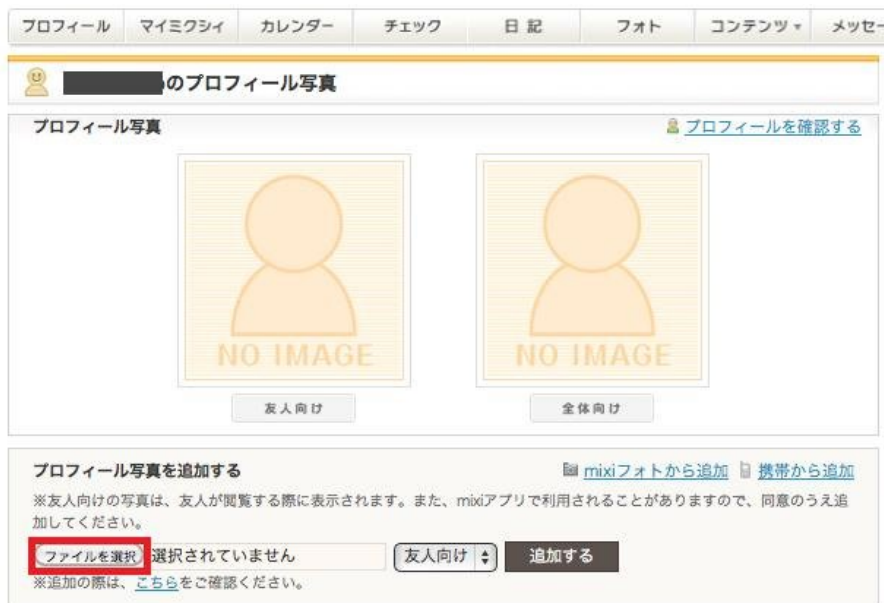 プロフィール マイミクシィ カレンダー チェック 日記 フォト コンテンツ▼ メッセー
のプロフィール写真
プロフィール写真 プロフィールを確認する
NO IMAGE NO IMAGE
友人向け 全体向け
プロフィール写真を追加する mixiフォトから追加 携帯から追加
※友人向けの写真は、友人が閲覧する際に表示されます。また、mixiアプリで利用されることがありますので、同意のうえ追
加してください。
ファイルを選択 選択されていません 友人向け 追加する
※追加の際は、こちらをご確認ください。